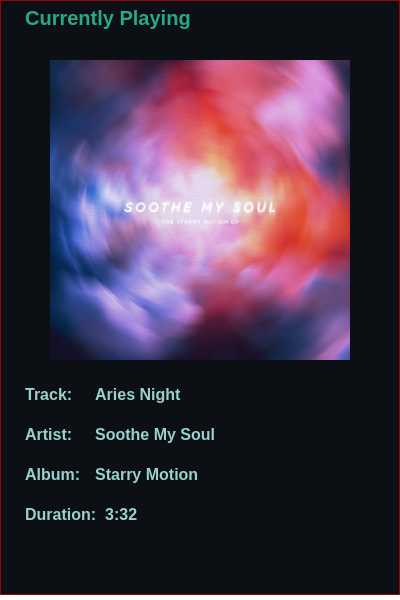 Currently Playing
SOOTHE MY SOUL
THE STARRY MOTION EP
Track: Aries Night
Artist: Soothe My Soul
Album: Starry Motion
Duration: 3:32